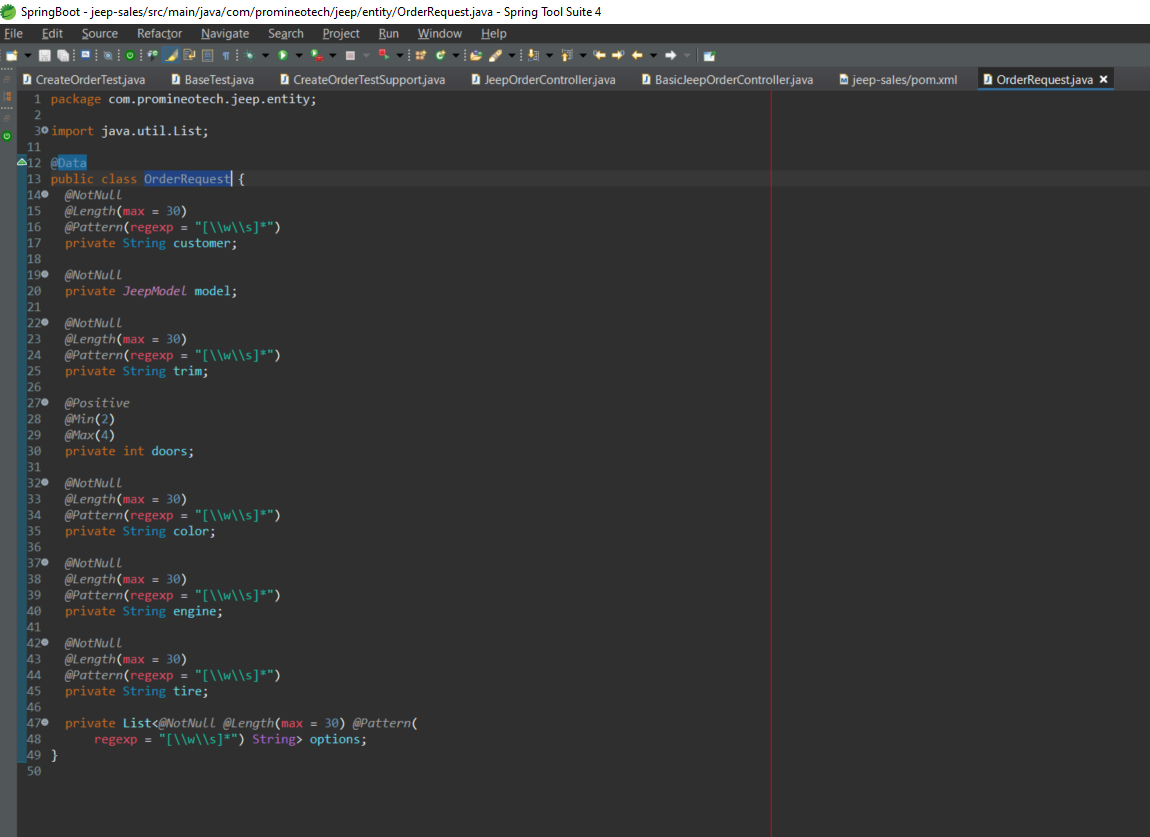 SpringBoot - jeep-sales/src/main/java/com/promineotech/jeep/entity/OrderRequest.java - Spring Tool Suite 4
File Edit Source Refactor Navigate Search Project Run Window Help
CreateOrderTest.java BaseTest.java CreateOrderTestSupport.java JeepOrderController.java BasicJeepOrderController.java jeep-sales/pom.xml OrderRequest.java
1 package com.promineotech.jeep.entity;
2
3 import java.util.List;
11
12 @Data
13 public class OrderRequest {
14 @NotNull
15 @Length(max = 30)
16 @Pattern(regexp = "[\\w\\s]*")
17 private String customer;
18
19 @NotNull
20 private JeepModel model;
21
22 @NotNull
23 @Length(max = 30)
24 @Pattern(regexp = "[\\w\\s]*")
25 private String trim;
26
27 @Positive
28 @Min(2)
29 @Max(4)
30 private int doors;
31
32 @NotNull
33 @Length(max = 30)
34 @Pattern(regexp = "[\\w\\s]*")
35 private String color;
36
37 @NotNull
38 @Length(max = 30)
39 @Pattern(regexp = "[\\w\\s]*")
40 private String engine;
41
42 @NotNull
43 @Length(max = 30)
44 @Pattern(regexp = "[\\w\\s]*")
45 private String tire;
46
47 private List<@NotNull @Length(max = 30) @Pattern(
48 regexp = "[\\w\\s]*") String> options;
49 }
50